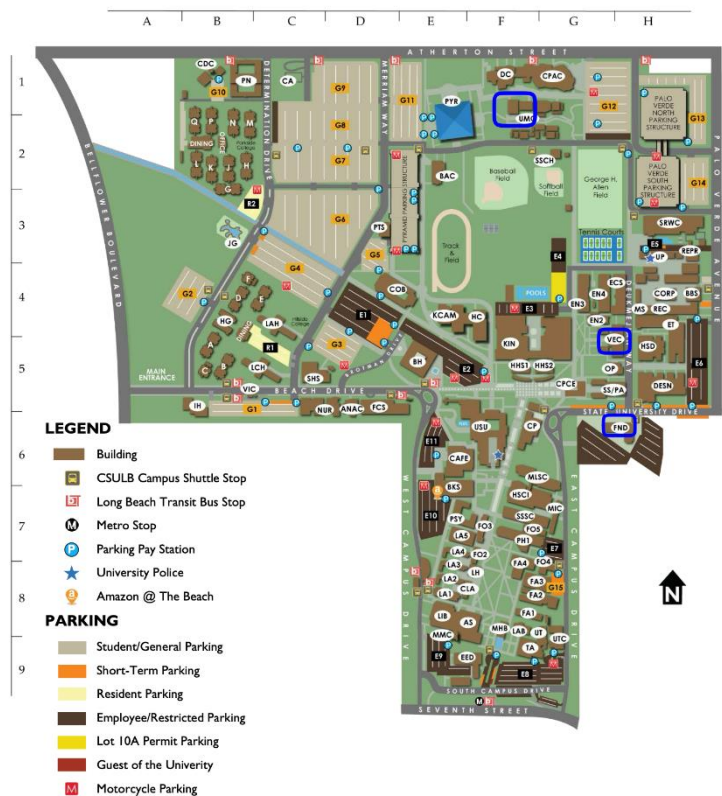 A B C D E F G H
ATHERTON STREET
1
2
3
4
5
6
7
8
9
CDC
PN
G10
CA
G9
G11
PYR
DC
CPAC
UMC
G12
PALO
VERDE
NORTH
PARKING
STRUCTURE
G13
DETERMINATION DRIVE
MERRIAM WAY
Q
P
N
M
DINING
OFFICE
Parkside
College
L
K
J
H
G
G8
G7
BAC
Baseball
Field
SSCH
Softball
Field
George H.
Allen
Field
PALO
VERDE
SOUTH
PARKING
STRUCTURE
G14
BELLFLOWER BOULEVARD
PALO VERDE AVENUE
PYRAMID PARKING STRUCTURE
R2
JG
G6
PTS
G5
Track
&
Field
Tennis Courts
SRWC
E5
UP
REPR
E4
G2
G4
F
E
D
HG
LAH
Hillside
College
DINING
A
B
C
R1
LCH
COB
E1
G3
KCAM
HC
E3
POOLS
KIN
ECS
EN4
EN3
EN2
CORP
BBS
MS
REC
ET
VEC
HSD
E6
OP
DESN
SS/PA
MAIN
ENTRANCE
VIC
BEACH DRIVE
SHS
BH
E2
HHS1
HHS2
CPCE
STATE UNIVERSITY DRIVE
IH
G1
NUR
ANAC
FCS
FND
LEGEND
Building
CSULB Campus Shuttle Stop
Long Beach Transit Bus Stop
Metro Stop
Parking Pay Station
University Police
Amazon @ The Beach
PARKING
Student/General Parking
Short-Term Parking
Resident Parking
Employee/Restricted Parking
Lot 10A Permit Parking
Guest of the Univerity
Motorcycle Parking
E11
USU
CP
CAFE
BKS
E10
MLSC
HSCI
MIC
SSSC
PSY
FO3
FO5
LA5
PH1
E7
LA4
FO2
FO4
LA3
LH
FA4
LA2
CLA
FA3
G15
LA1
FA2
LIB
AS
FA1
MHB
LAB
UT
MMC
UTC
TA
E9
EED
E8
WEST CAMPUS DRIVE
EAST CAMPUS DRIVE
SOUTH CAMPUS DRIVE
SEVENTH STREET
N